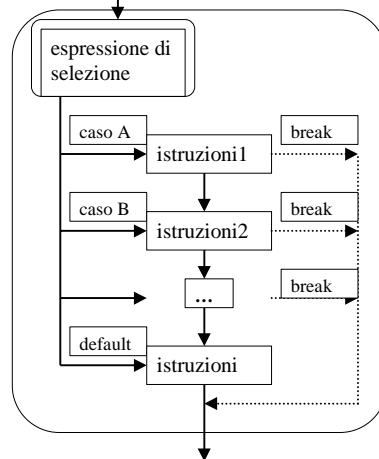 espressione di
selezione
caso A
break
istruzioni1
caso B
break
istruzioni2
break
...
default
istruzioni